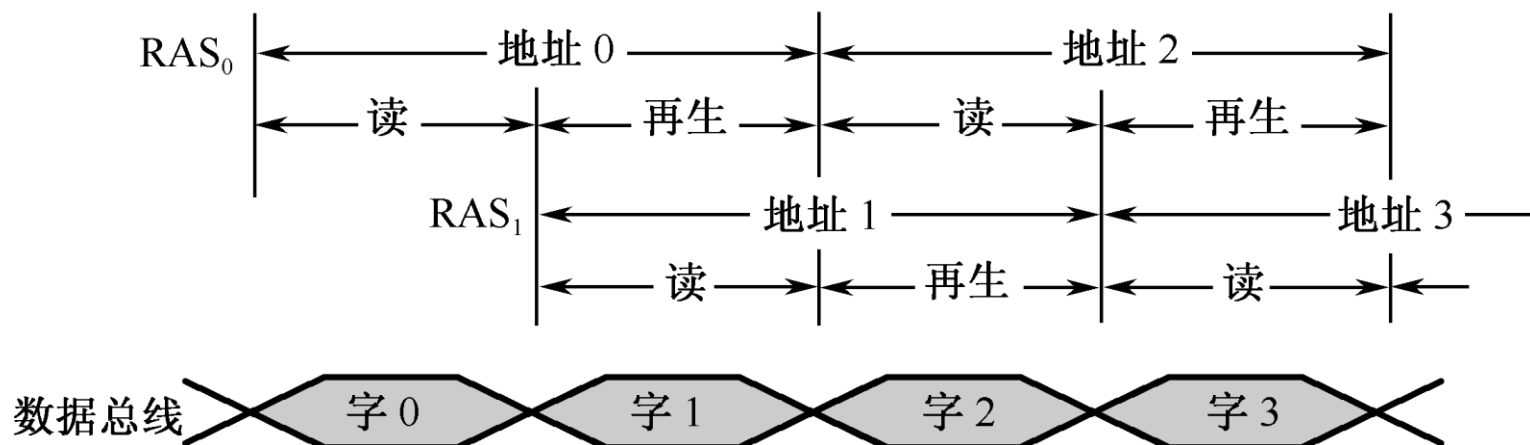 RAS₀ 地址 0 地址 2
读 再生 读 再生
RAS₁ 地址 1 地址 3
读 再生 读
数据总线 字 0 字 1 字 2 字 3